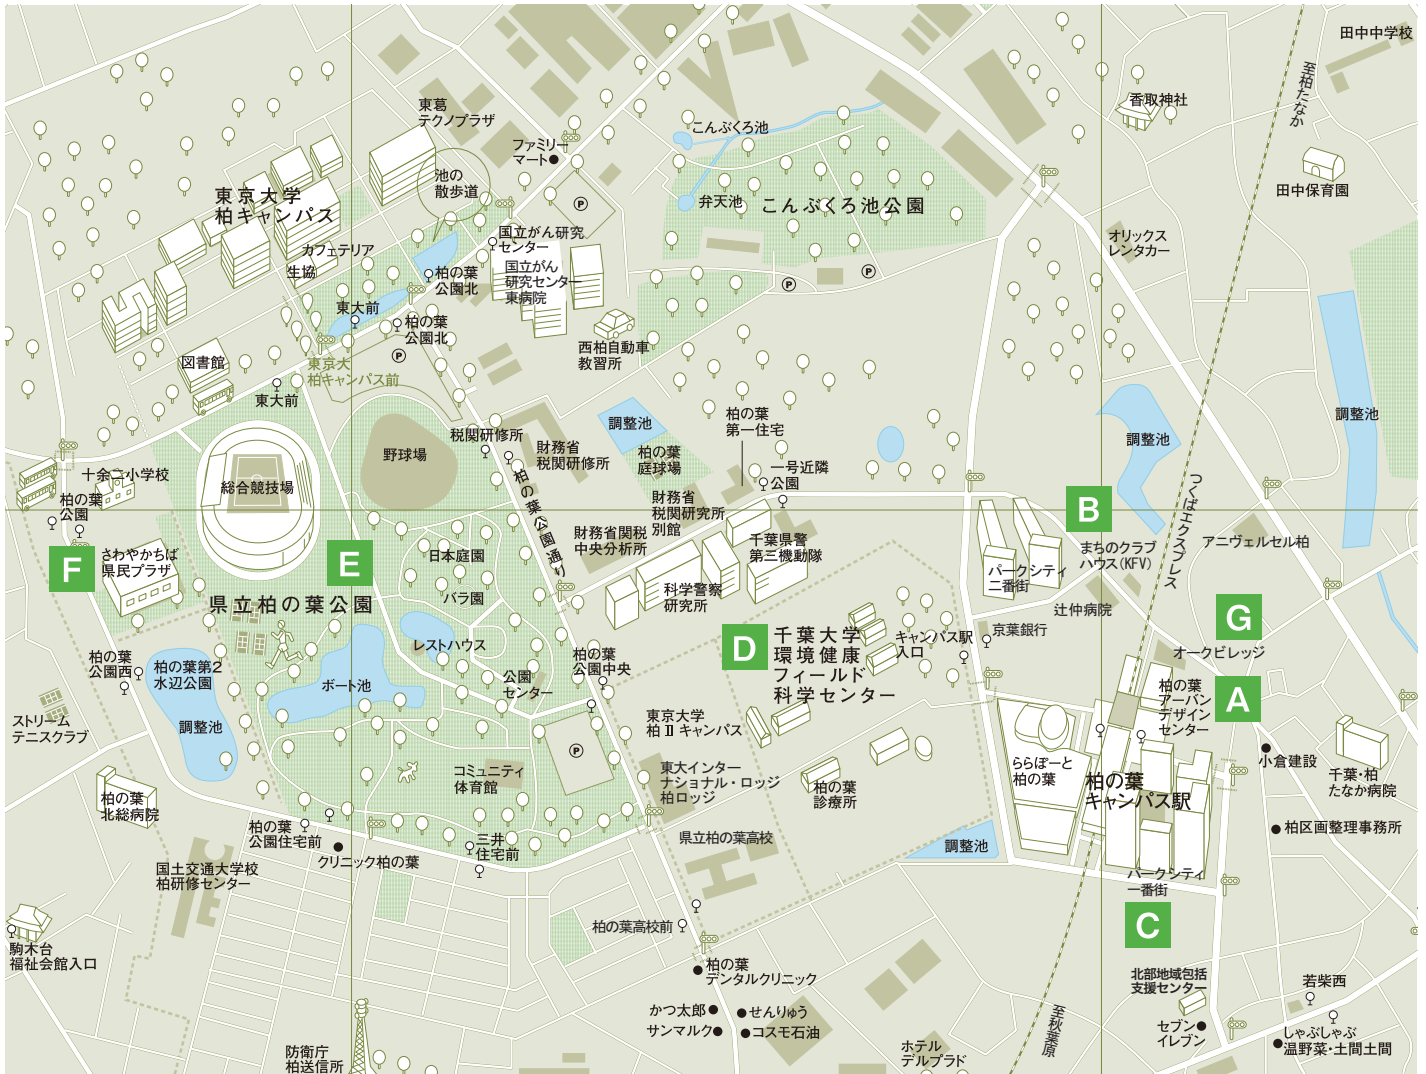 田中中学校
至柏たなか
香取神社
東葛
テクノプラザ
こんぶくろ池
ファミリー
マート
池の
散歩道
田中保育園
東京大学
柏キャンパス
P
弁天池
こんぶくろ池公園
国立がん研究
センター
オリックス
レンタカー
カフェテリア
生協
柏の葉
公園北
国立がん
研究センター
東病院
P
P
東大前
柏の葉
公園北
西柏自動車
教習所
図書館
東京大
柏キャンパス前
P
東大前
柏の葉
第一住宅
調整池
調整池
調整池
税関研修所
野球場
財務省
税関研修所
柏の葉
庭球場
一号近隣
公園
十余二小学校
総合競技場
柏の葉公園通り
財務省
税関研究所
別館
つくばエクスプレス
柏の葉
公園
B
財務省関税
中央分析所
千葉県警
第三機動隊
まちのクラブ
ハウス(KFV)
アニヴェルセル柏
F
さわやかちば
県民プラザ
E
日本庭園
パークシティ
二番街
バラ園
科学警察
研究所
辻仲病院
県立柏の葉公園
G
レストハウス
D
千葉大学
環境健康
フィールド
科学センター
キャンパス駅
入口
京葉銀行
オークビレッジ
柏の葉
公園西
柏の葉第2
水辺公園
ボート池
公園
センター
柏の葉
公園中央
柏の葉
アーバン
デザイン
センター
A
ストリーム
テニスクラブ
調整池
東京大学
柏Ⅱキャンパス
P
小倉建設
ららぽーと
柏の葉
柏の葉
キャンパス駅
千葉・柏
たなか病院
コミュニティ
体育館
東大インター
ナショナル・ロッジ
柏ロッジ
柏の葉
診療所
柏の葉
北総病院
柏の葉
公園住宅前
三井
住宅前
県立柏の葉高校
調整池
柏区画整理事務所
クリニック柏の葉
国土交通大学校
柏研修センター
パークシティ
一番街
C
柏の葉高校前
駒木台
福祉会館入口
柏の葉
デンタルクリニック
北部地域包括
支援センター
若柴西
かつ太郎
せんりゅう
サンマルク
コスモ石油
セブン
イレブン
至秋葉原
しゃぶしゃぶ
温野菜・土間土間
防衛庁
柏送信所
ホテル
デルプラド